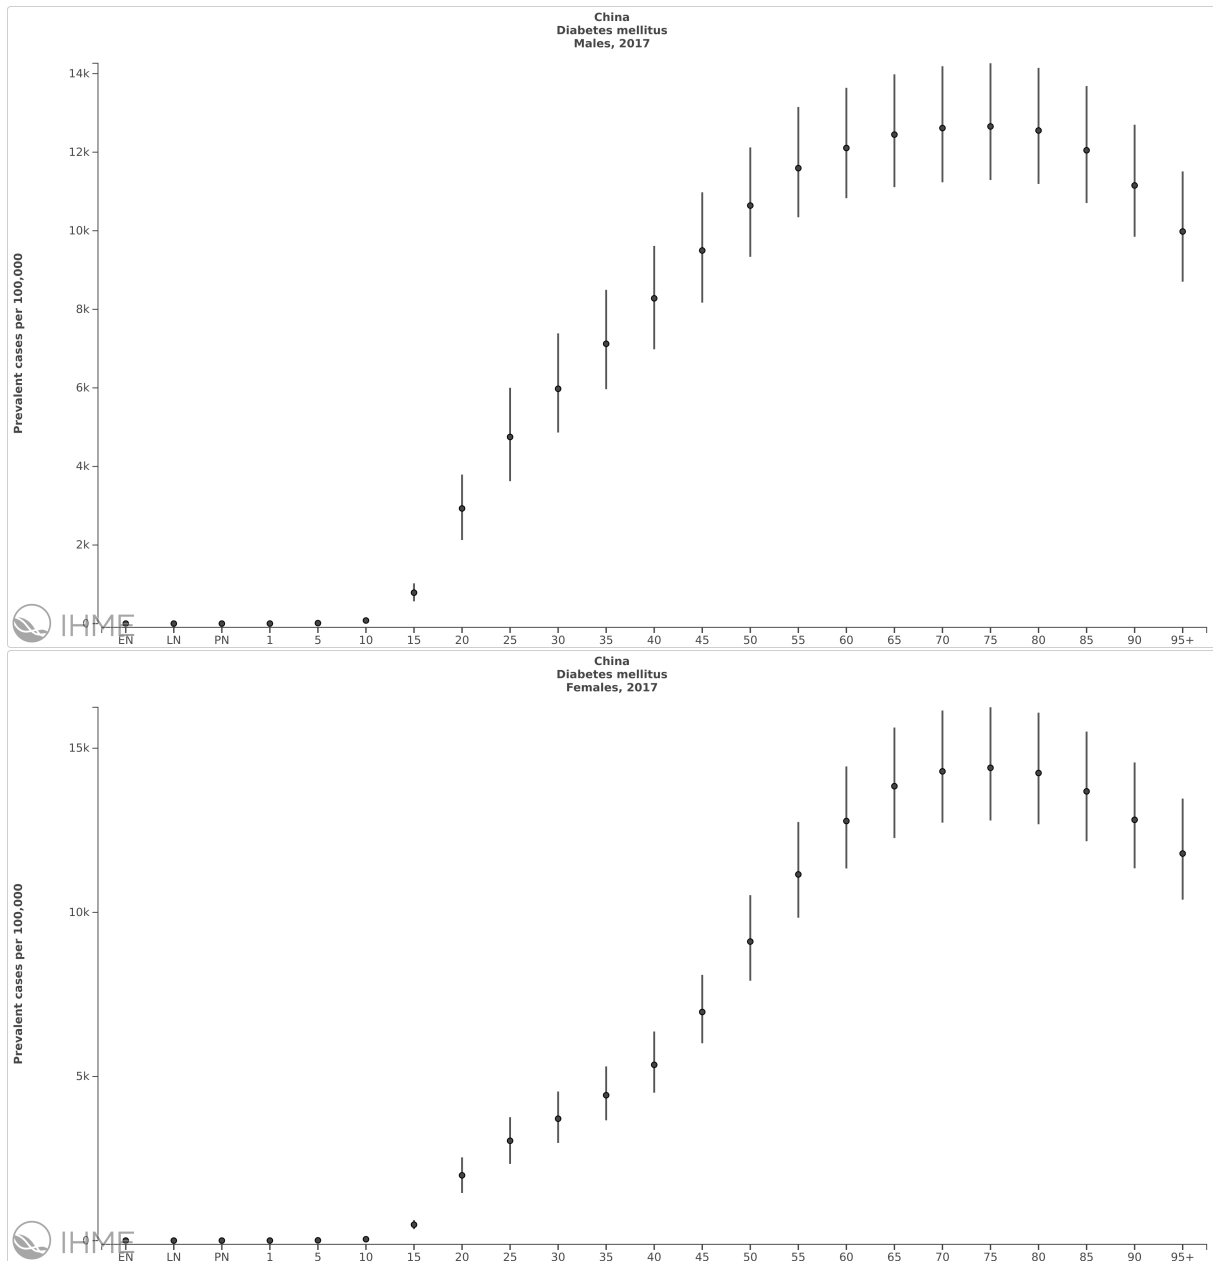 China
Diabetes mellitus
Males, 2017
Prevalent cases per 100,000
14k
12k
10k
8k
6k
4k
2k
0
IHME
EN LN PN 1 5 10 15 20 25 30 35 40 45 50 55 60 65 70 75 80 85 90 95+
China
Diabetes mellitus
Females, 2017
Prevalent cases per 100,000
15k
10k
5k
0
IHME
EN LN PN 1 5 10 15 20 25 30 35 40 45 50 55 60 65 70 75 80 85 90 95+